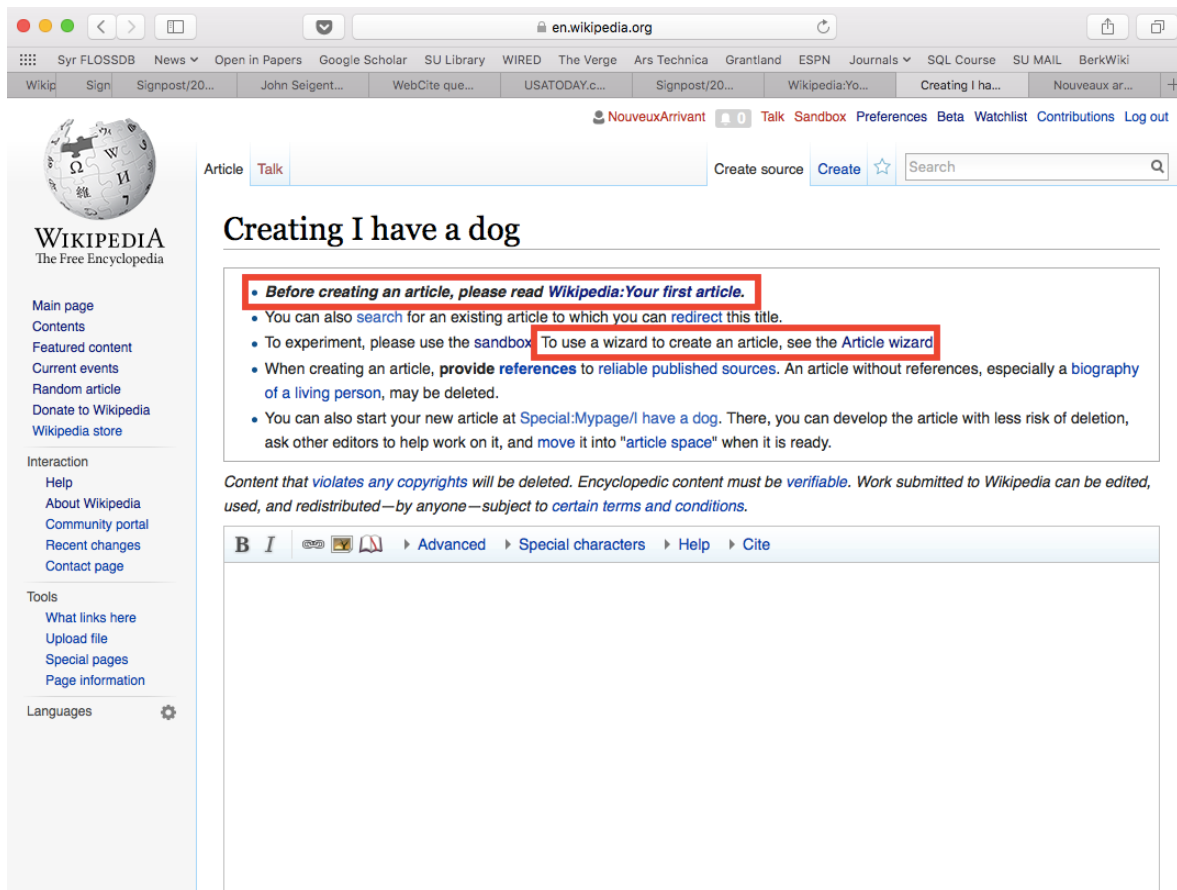 en.wikipedia.org
Syr FLOSSDB News Open in Papers Google Scholar SU Library WIRED The Verge Ars Technica Grantland ESPN Journals SQL Course SU MAIL BerkWiki
Wikip Sign Signpost/20... John Seigent... WebCite que... USATODAY.c... Signpost/20... Wikipedia:Yo... Creating I ha... Nouveaux ar...
NouveuxArrivant 0 Talk Sandbox Preferences Beta Watchlist Contributions Log out
Article Talk Create source Create Search
WIKIPEDIA
The Free Encyclopedia
Creating I have a dog
Main page
Contents
Featured content
Current events
Random article
Donate to Wikipedia
Wikipedia store
Interaction
Help
About Wikipedia
Community portal
Recent changes
Contact page
Tools
What links here
Upload file
Special pages
Page information
Languages
• Before creating an article, please read Wikipedia:Your first article.
• You can also search for an existing article to which you can redirect this title.
• To experiment, please use the sandbox To use a wizard to create an article, see the Article wizard
• When creating an article, provide references to reliable published sources. An article without references, especially a biography
of a living person, may be deleted.
• You can also start your new article at Special:Mypage/I have a dog. There, you can develop the article with less risk of deletion,
ask other editors to help work on it, and move it into "article space" when it is ready.
Content that violates any copyrights will be deleted. Encyclopedic content must be verifiable. Work submitted to Wikipedia can be edited,
used, and redistributed—by anyone—subject to certain terms and conditions.
B I Advanced Special characters Help Cite